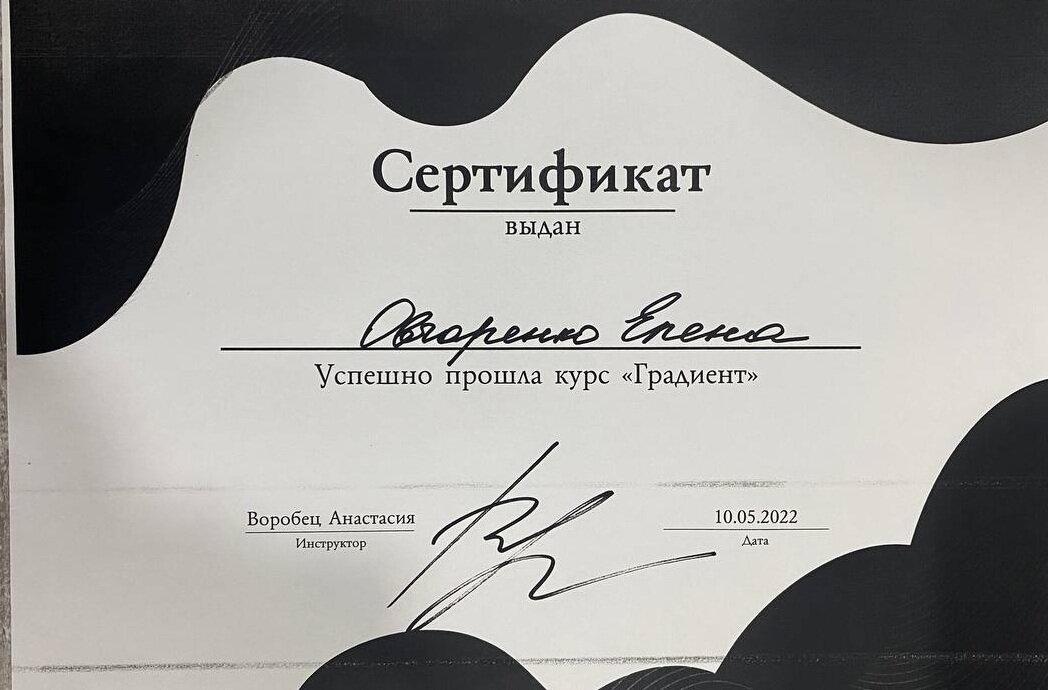 Сертификат
выдан
Овчаренко Елена
Успешно прошла курс «Градиент»
Воробец Анастасия
Инструктор
10.05.2022
Дата